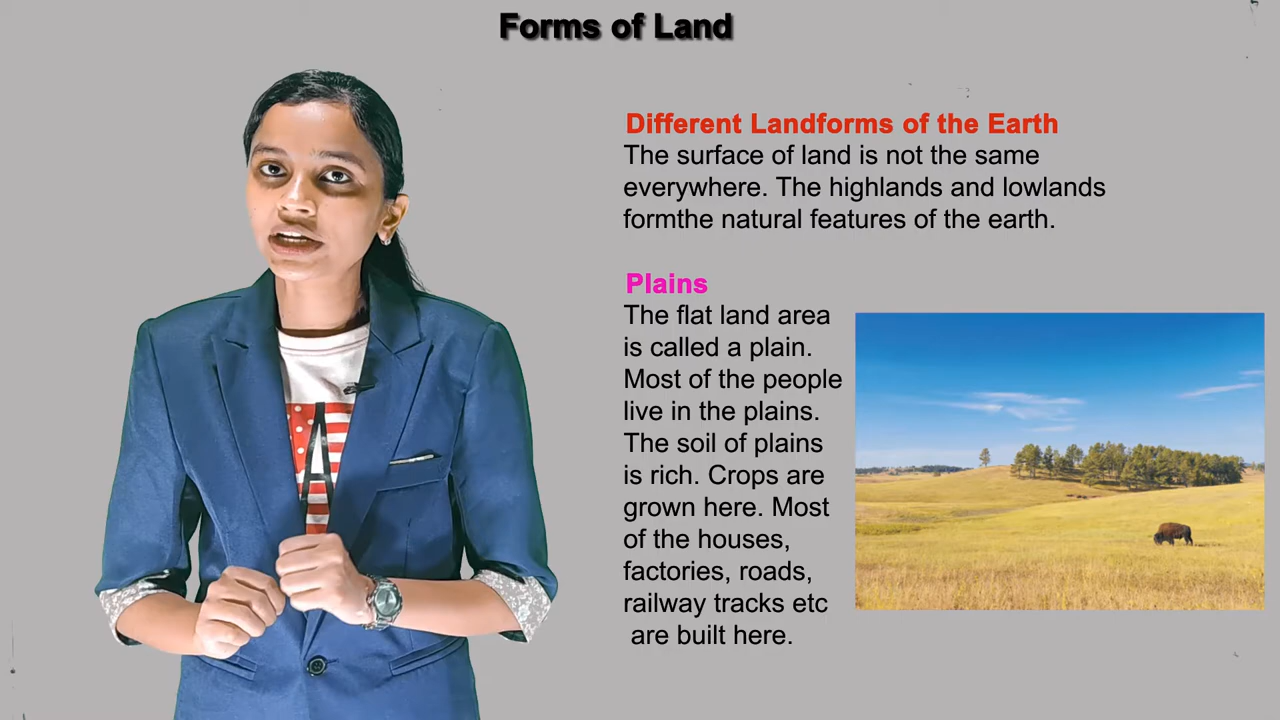 Forms of Land
Different Landforms of the Earth
The surface of land is not the same
everywhere. The highlands and lowlands
formthe natural features of the earth.
Plains
The flat land area
is called a plain.
Most of the people
live in the plains.
The soil of plains
is rich. Crops are
grown here. Most
of the houses,
factories, roads,
railway tracks etc
are built here.